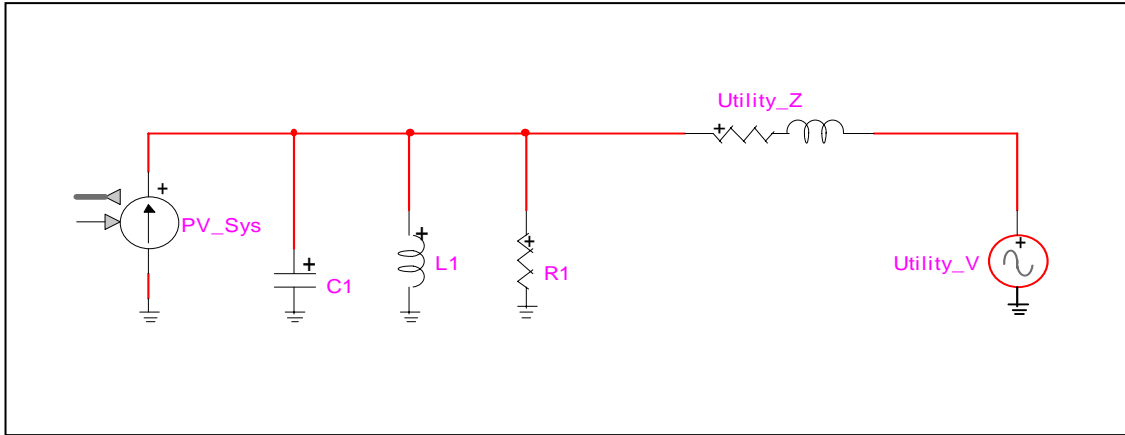 Utility_Z
+
+
PV_Sys
+
C1
+
L1
+
R1
+
Utility_V